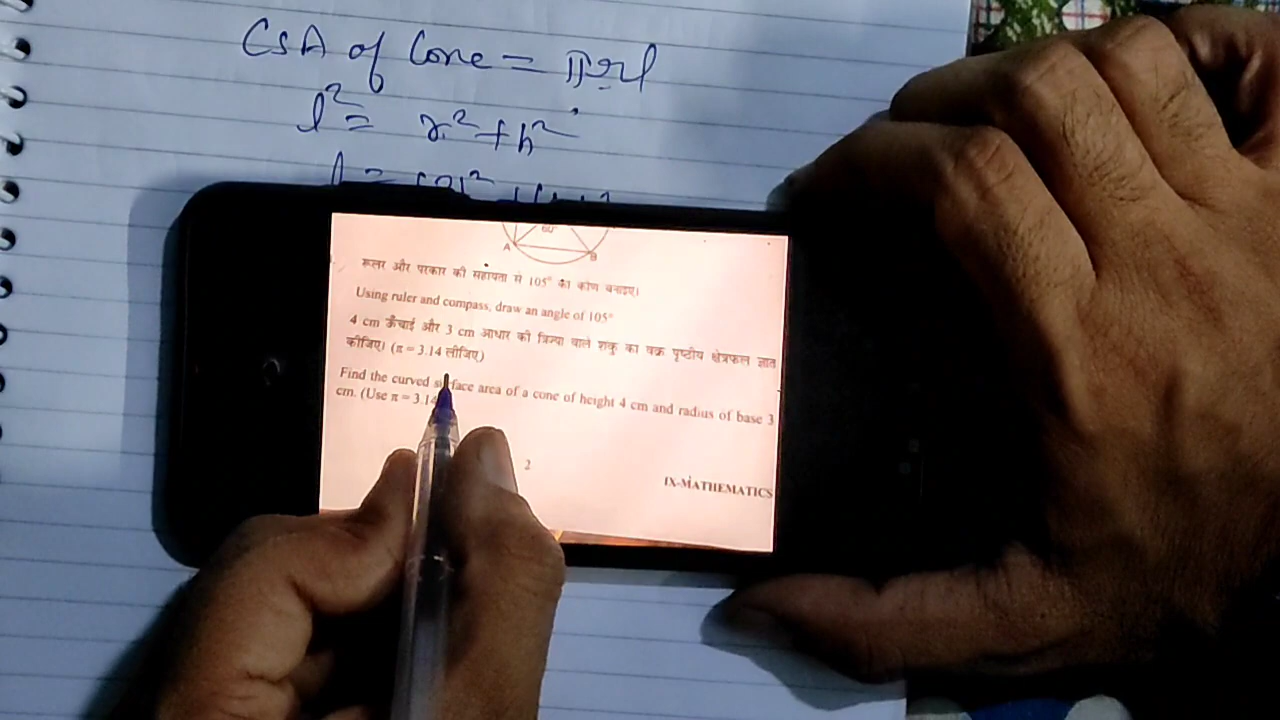 CSA of Cone = πrl
l² = r² + h²
60°
A
B
रूलर और परकार की सहायता से 105° का कोण बनाइए।
Using ruler and compass, draw an angle of 105°
4 cm ऊँचाई और 3 cm आधार की त्रिज्या वाले शंकु का वक्र पृष्ठीय क्षेत्रफल ज्ञात
कीजिए। (π = 3.14 लीजिए)
Find the curved surface area of a cone of height 4 cm and radius of base 3
cm. (Use π = 3.14
2
IX-MATHEMATICS